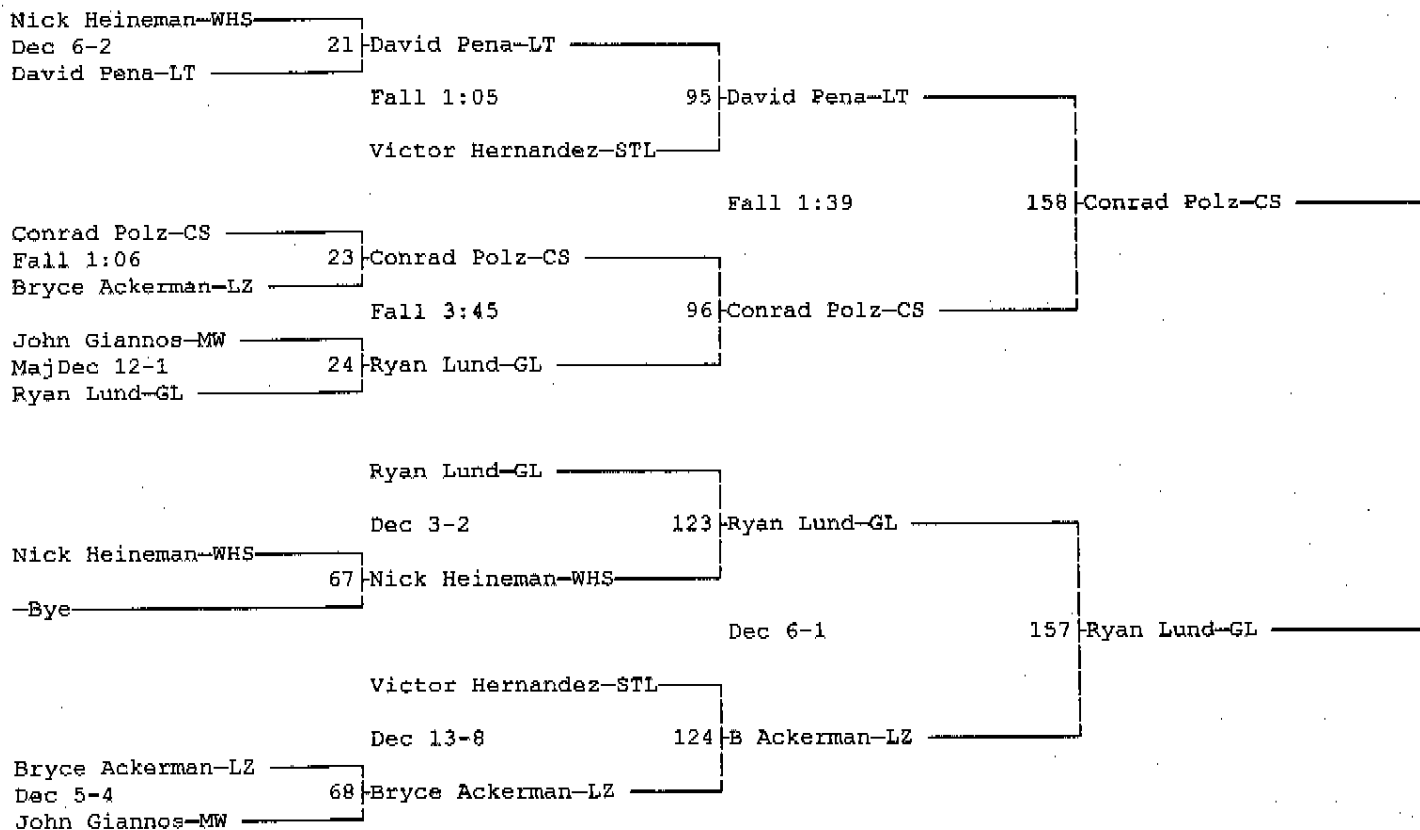 Nick Heineman-WHS
Dec 6-2
21 David Pena-LT
David Pena-LT
Fall 1:05
95 David Pena-LT
Victor Hernandez-STL
Fall 1:39
158 Conrad Polz-CS
Conrad Polz-CS
Fall 1:06
23 Conrad Polz-CS
Bryce Ackerman-LZ
Fall 3:45
96 Conrad Polz-CS
John Giannos-MW
MajDec 12-1
24 Ryan Lund-GL
Ryan Lund-GL
Ryan Lund-GL
Dec 3-2
123 Ryan Lund-GL
Nick Heineman-WHS
67 Nick Heineman-WHS
-Bye
Dec 6-1
157 Ryan Lund-GL
Victor Hernandez-STL
Dec 13-8
124 B Ackerman-LZ
Bryce Ackerman-LZ
Dec 5-4
68 Bryce Ackerman-LZ
John Giannos-MW